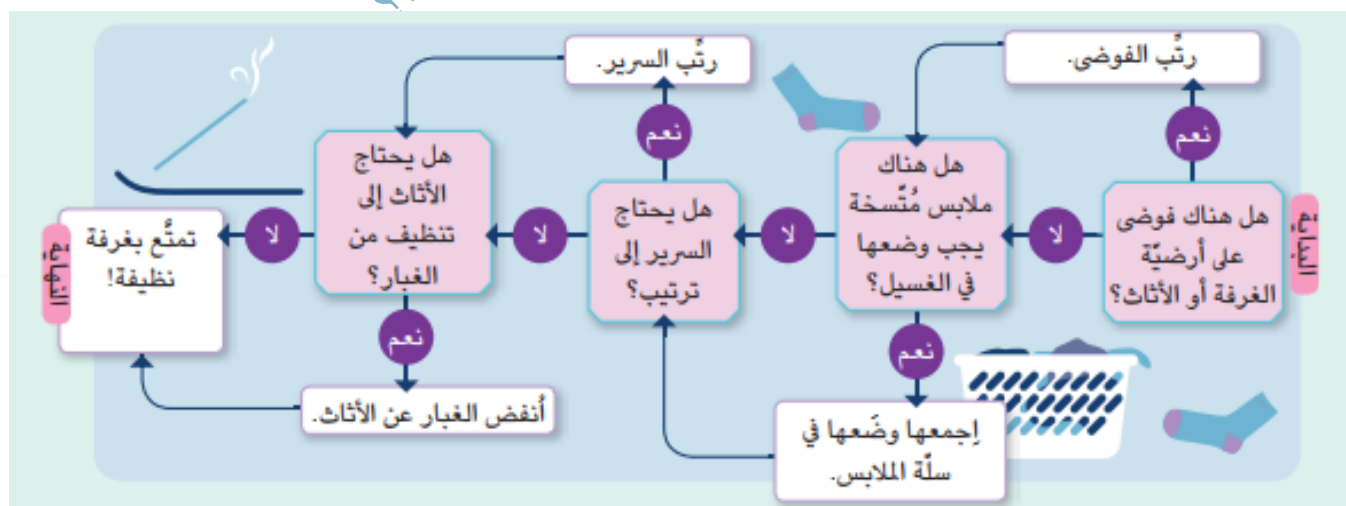 البداية
هل هناك فوضى
على أرضيّة
الغرفة أو الأثاث؟
نعم
رتّب الفوضى.
لا
هل هناك
ملابس مُتّسخة
يجب وضعها
في الغسيل؟
نعم
اِجمعها وضَعها في
سلّة الملابس.
لا
هل يحتاج
السرير إلى
ترتيب؟
نعم
رتّب السرير.
لا
هل يحتاج
الأثاث إلى
تنظيف من
الغبار؟
نعم
اُنفض الغبار عن الأثاث.
لا
تمتّع بغرفة
نظيفة!
النهاية